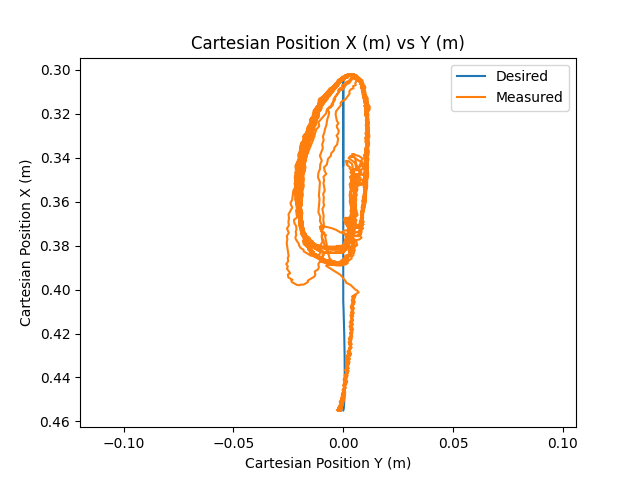 Cartesian Position X (m) vs Y (m)
Desired
Measured
0.30
0.32
0.34
0.36
0.38
0.40
0.42
0.44
0.46
Cartesian Position X (m)
−0.10
−0.05
0.00
0.05
0.10
Cartesian Position Y (m)